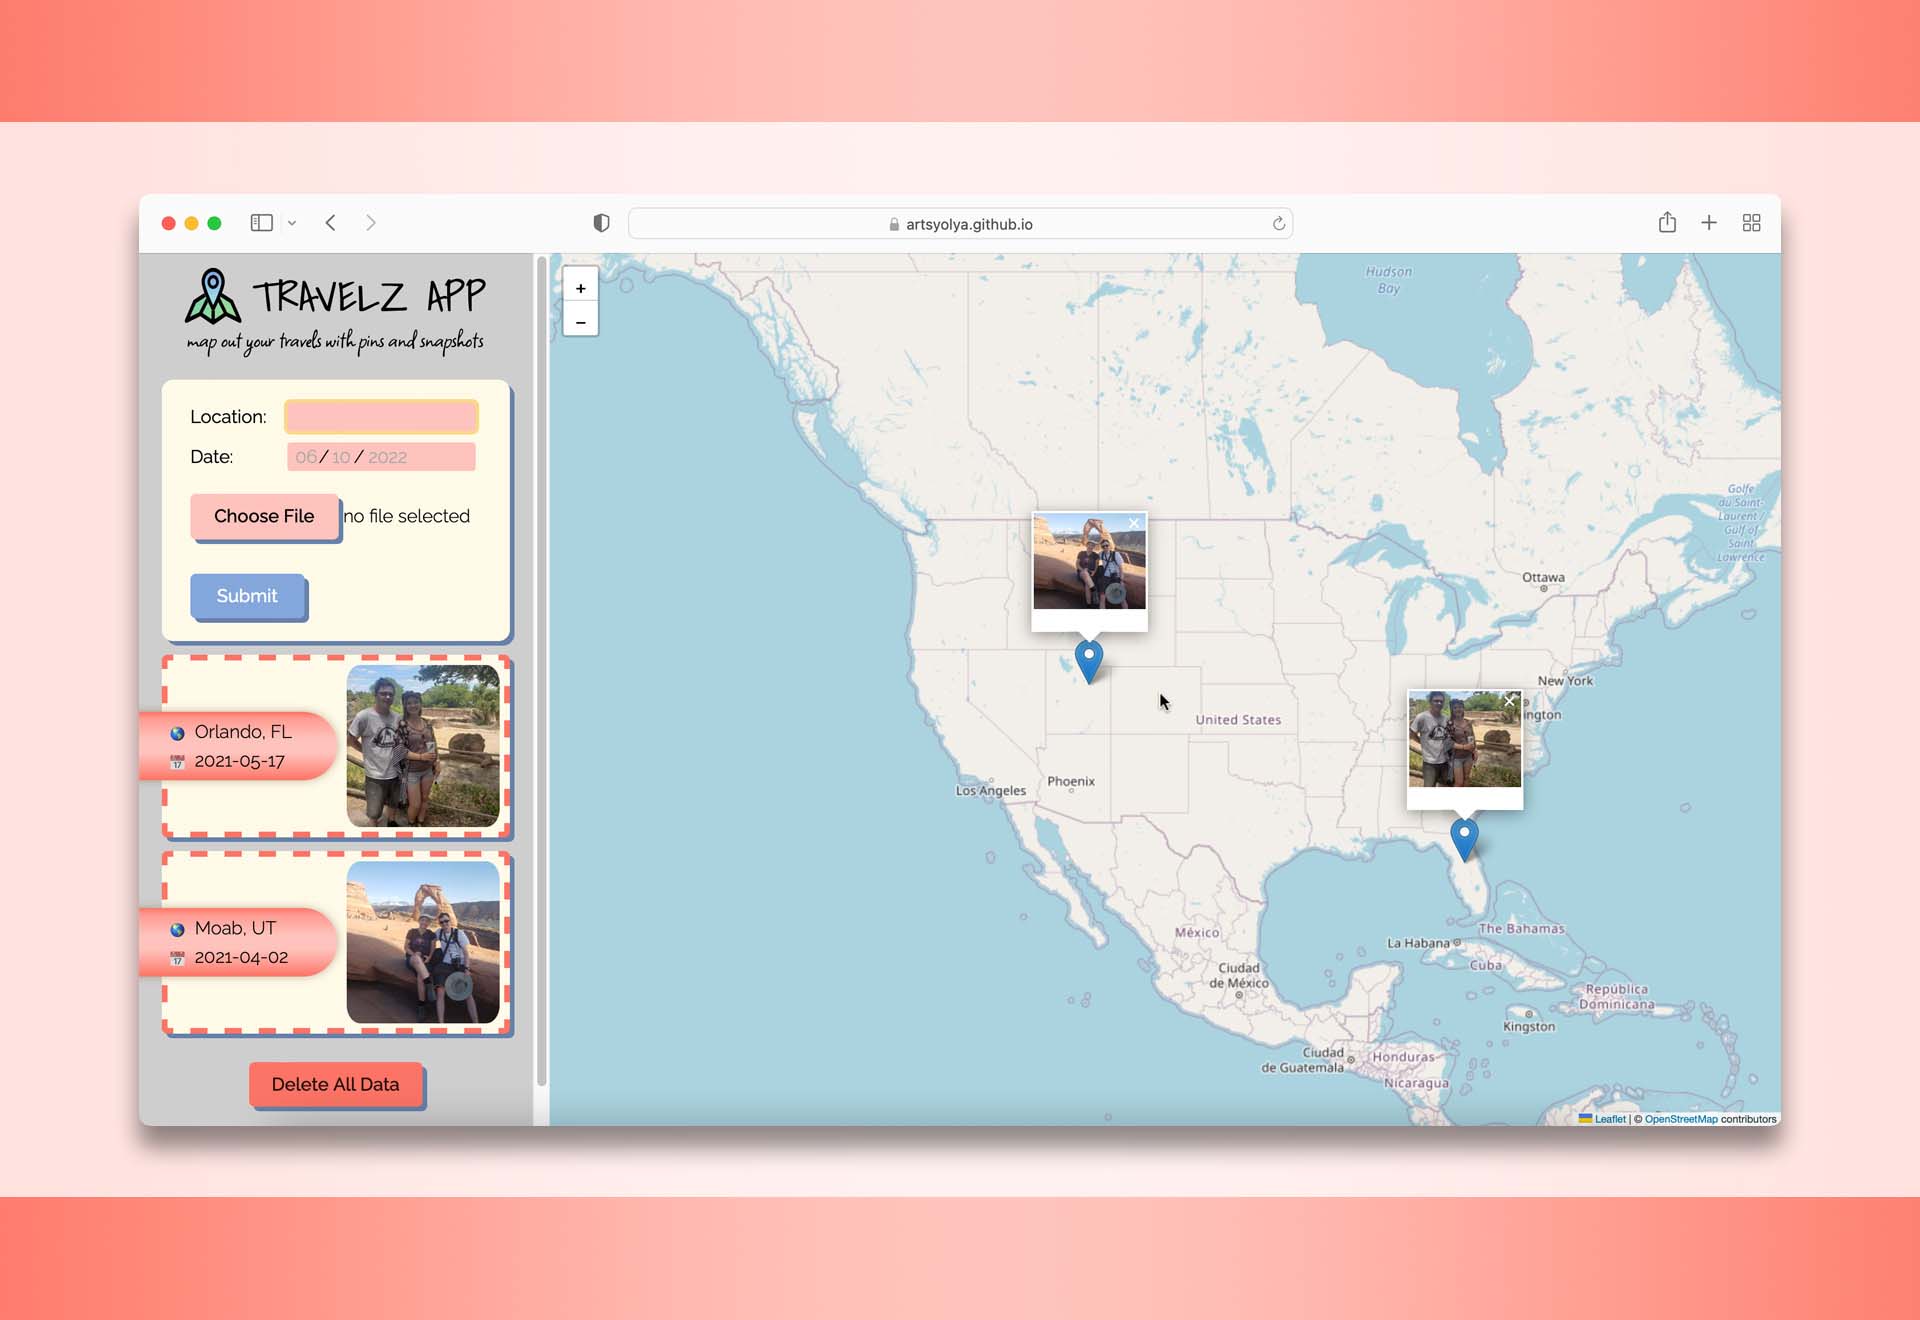 artsyolya.github.io
TRAVELZ APP
map out your travels with pins and snapshots
Location:
Date: 06/10/2022
Choose File no file selected
Submit
Orlando, FL
17 2021-05-17
Moab, UT
17 2021-04-02
Delete All Data
+
−
Hudson
Bay
Golfe
du Saint-
Laurent /
Gulf of
Saint
Lawrence
Ottawa
New York
ington
United States
Phoenix
Los Angeles
México
Ciudad
de México
La Habana
The Bahamas
Cuba
República
Dominicana
Kingston
Ciudad
de Guatemala
Honduras
Nicaragua
Leaflet | © OpenStreetMap contributors